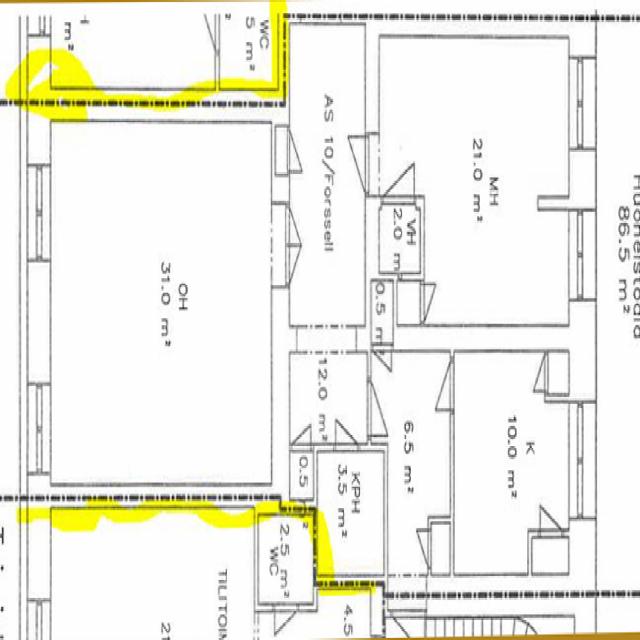 WC
5 m²
m²
AS 10/Forssell
MH
21.0 m²
VH
2.0 m
0.5 m²
86.5 m²
OH
31.0 m²
12.0 m²
6.5 m²
K
10.0 m²
KPH
3.5 m²
0.5
WC
2.5 m²
4.5
21